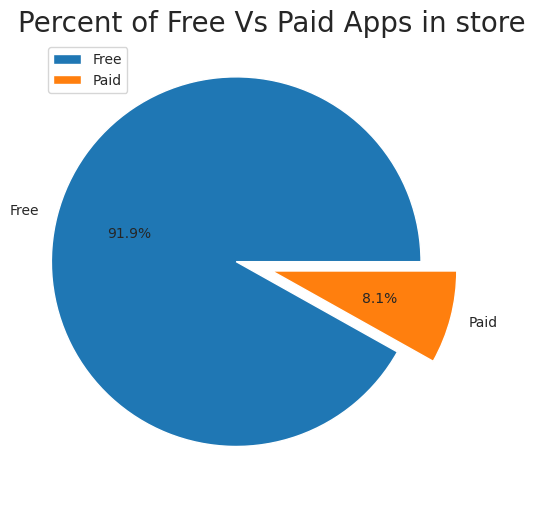 Percent of Free Vs Paid Apps in store
Free
Paid
Free
91.9%
8.1%
Paid